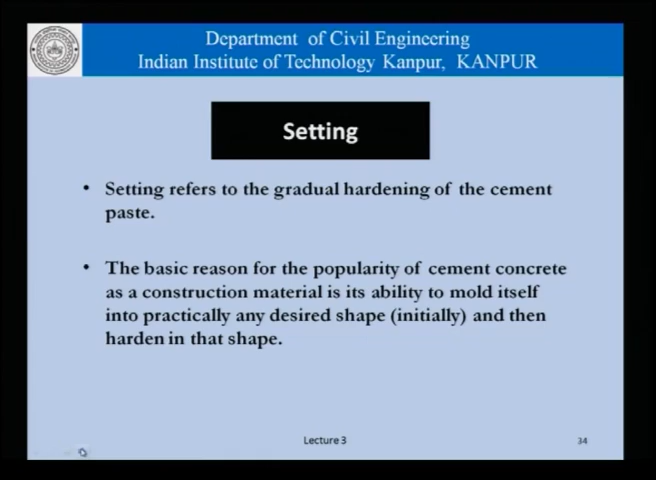 Department of Civil Engineering
Indian Institute of Technology Kanpur, KANPUR
Setting
• Setting refers to the gradual hardening of the cement
paste.
• The basic reason for the popularity of cement concrete
as a construction material is its ability to mold itself
into practically any desired shape (initially) and then
harden in that shape.
Lecture 3
34